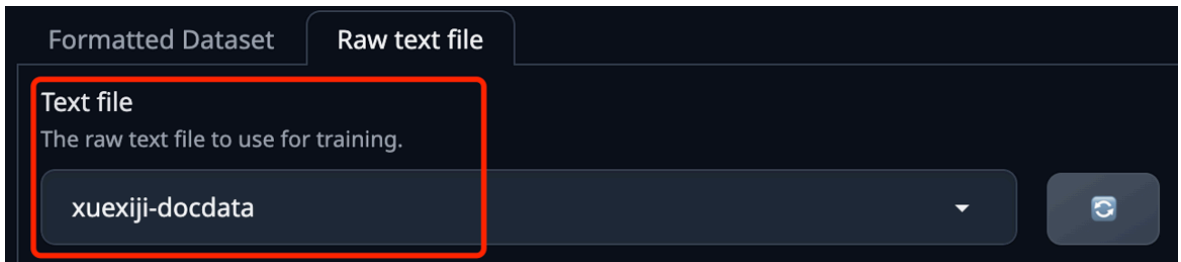 Formatted Dataset Raw text file
Text file
The raw text file to use for training.
xuexiji-docdata